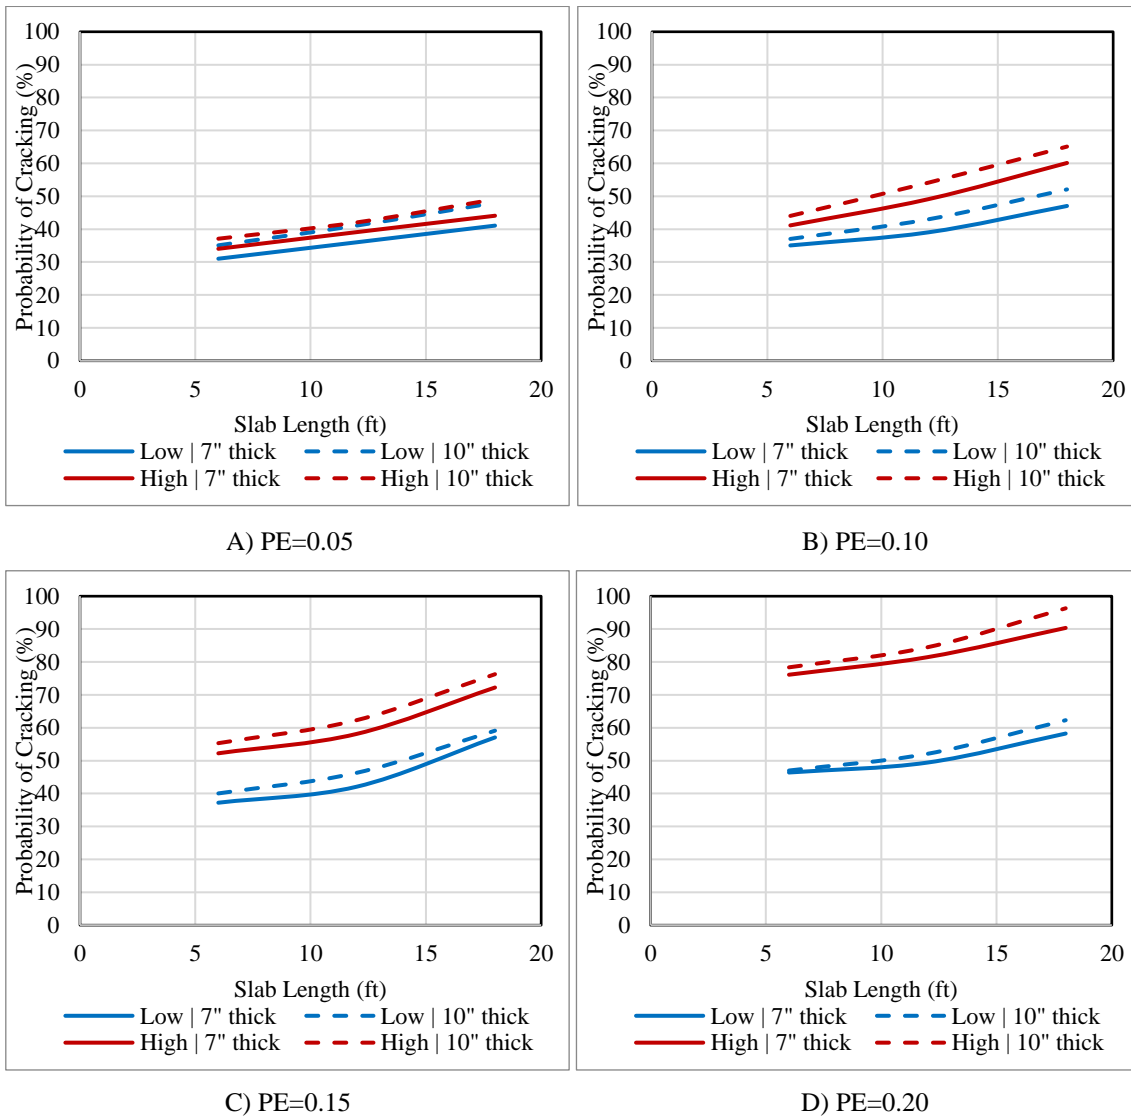 Probability of Cracking (%)
100
90
80
70
60
50
40
30
20
10
0
0 5 10 15 20
Slab Length (ft)
Low | 7" thick Low | 10" thick
High | 7" thick High | 10" thick
A) PE=0.05
Probability of Cracking (%)
100
90
80
70
60
50
40
30
20
10
0
0 5 10 15 20
Slab Length (ft)
Low | 7" thick Low | 10" thick
High | 7" thick High | 10" thick
B) PE=0.10
Probability of Cracking (%)
100
90
80
70
60
50
40
30
20
10
0
0 5 10 15 20
Slab Length (ft)
Low | 7" thick Low | 10" thick
High | 7" thick High | 10" thick
C) PE=0.15
Probability of Cracking (%)
100
90
80
70
60
50
40
30
20
10
0
0 5 10 15 20
Slab Length (ft)
Low | 7" thick Low | 10" thick
High | 7" thick High | 10" thick
D) PE=0.20